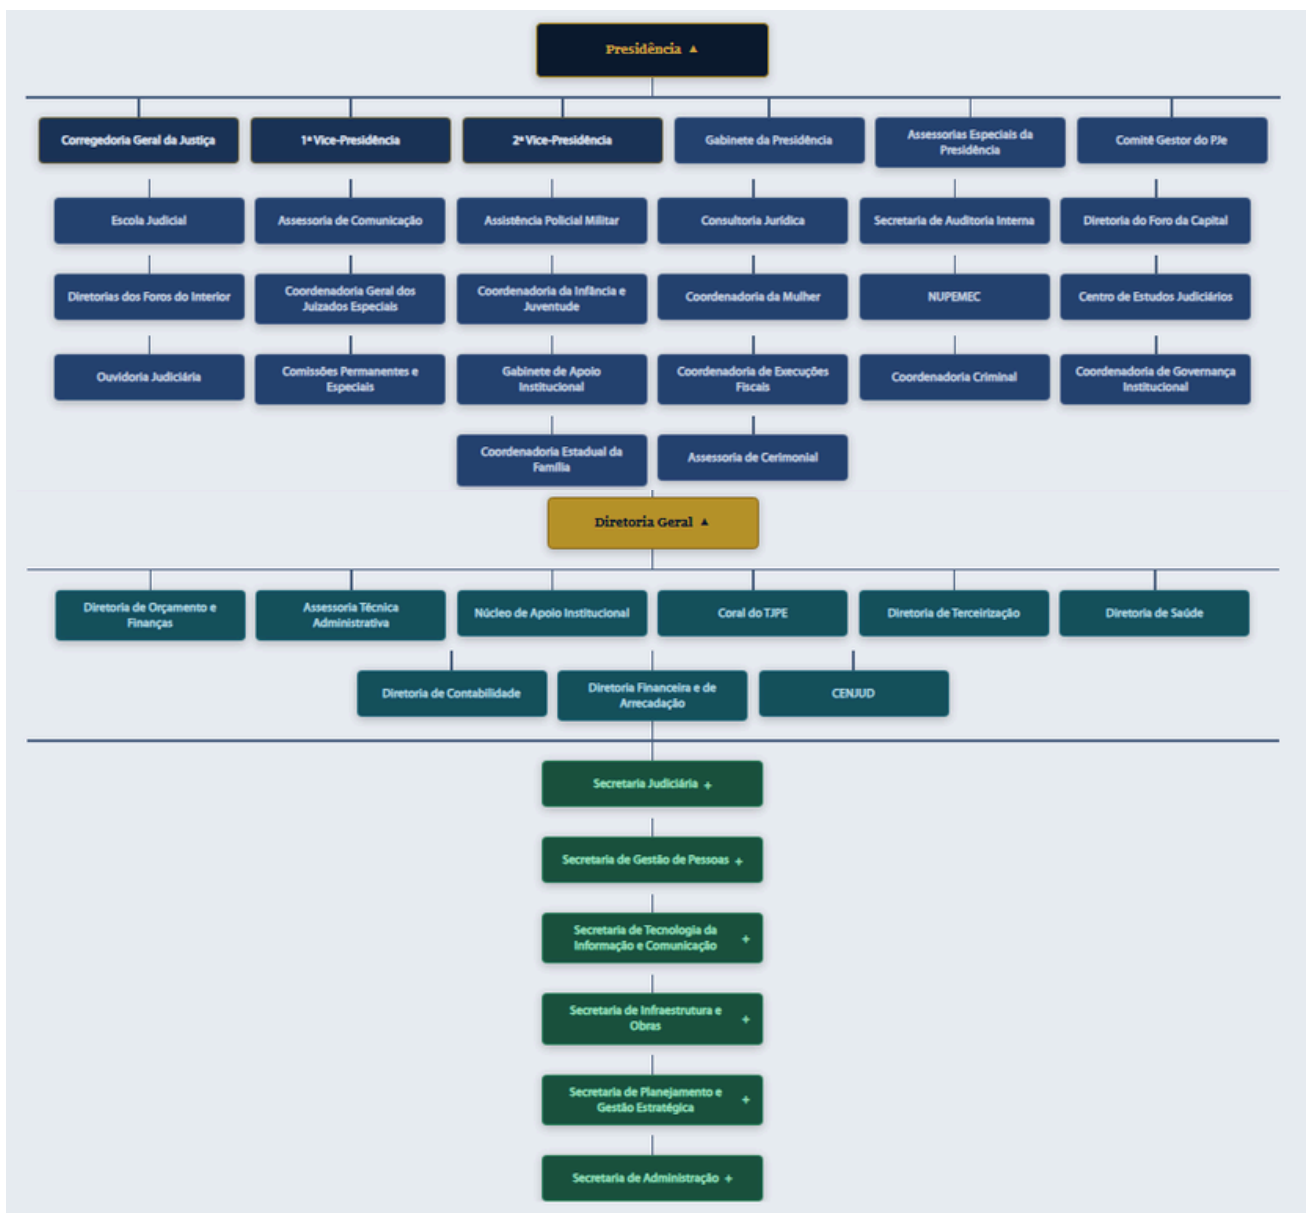 Presidência ▲
Corregedoria Geral da Justiça
1ª Vice-Presidência
2ª Vice-Presidência
Gabinete da Presidência
Assessorias Especiais da
Presidência
Comitê Gestor do PJe
Escola Judicial
Assessoria de Comunicação
Assistência Policial Militar
Consultoria Jurídica
Secretaria de Auditoria Interna
Diretoria do Foro da Capital
Diretorias dos Foros do Interior
Coordenadoria Geral dos
Juizados Especiais
Coordenadoria da Infância e
Juventude
Coordenadoria da Mulher
NUPEMEC
Centro de Estudos Judiciários
Ouvidoria Judiciária
Comissões Permanentes e
Especiais
Gabinete de Apoio
Institucional
Coordenadoria de Execuções
Fiscais
Coordenadoria Criminal
Coordenadoria de Governança
Institucional
Coordenadoria Estadual da
Família
Assessoria de Cerimonial
Diretoria Geral ▲
Diretoria de Orçamento e
Finanças
Assessoria Técnica
Administrativa
Núcleo de Apoio Institucional
Coral do TJPE
Diretoria de Terceirização
Diretoria de Saúde
Diretoria de Contabilidade
Diretoria Financeira e de
Arrecadação
CENJUD
Secretaria Judiciária +
Secretaria de Gestão de Pessoas +
Secretaria de Tecnologia da
Informação e Comunicação +
Secretaria de Infraestrutura e
Obras +
Secretaria de Planejamento e
Gestão Estratégica +
Secretaria de Administração +